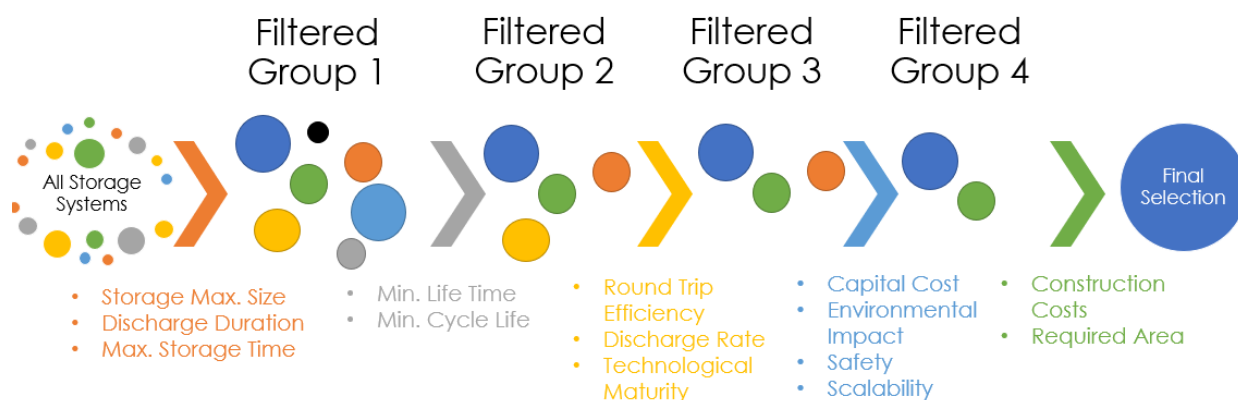 Filtered
Group 1
Filtered
Group 2
Filtered
Group 3
Filtered
Group 4
All Storage
Systems
Final
Selection
• Storage Max. Size
• Discharge Duration
• Max. Storage Time
• Min. Life Time
• Min. Cycle Life
• Round Trip
Efficiency
• Discharge Rate
• Technological
Maturity
• Capital Cost
• Environmental
Impact
• Safety
• Scalability
• Construction
Costs
• Required Area